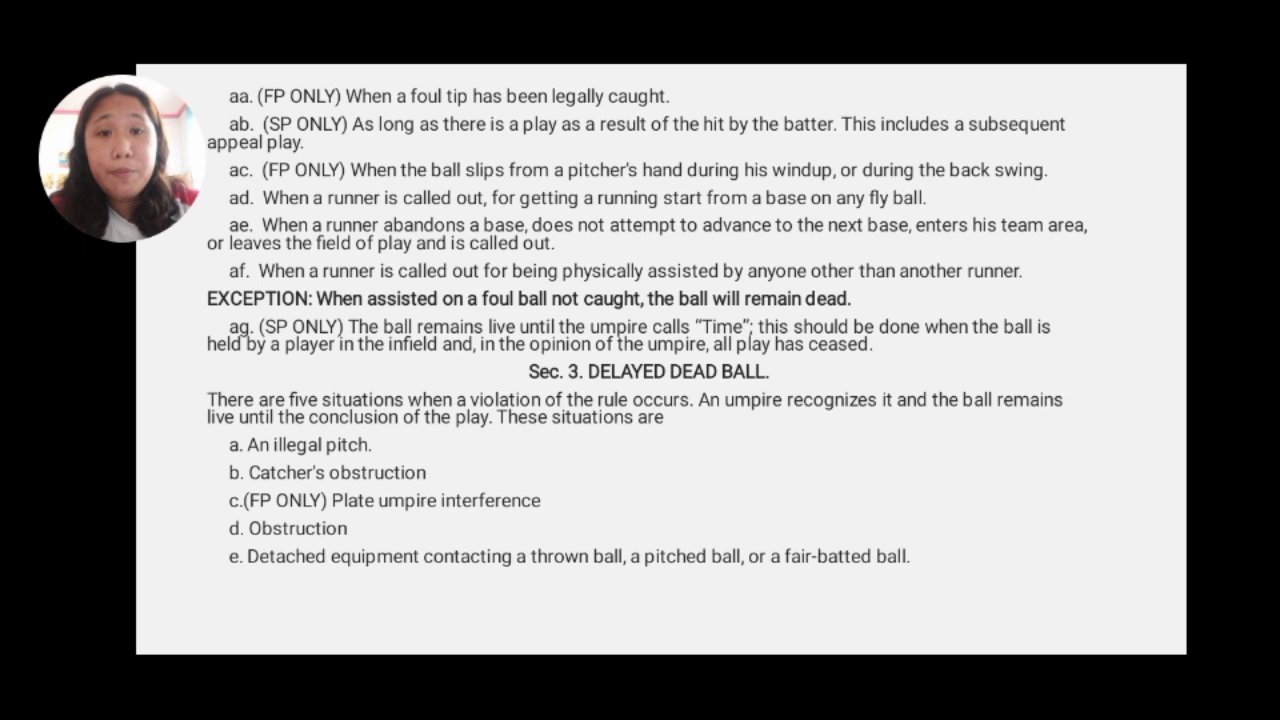 aa. (FP ONLY) When a foul tip has been legally caught.
ab. (SP ONLY) As long as there is a play as a result of the hit by the batter. This includes a subsequent
appeal play.
ac. (FP ONLY) When the ball slips from a pitcher's hand during his windup, or during the back swing.
ad. When a runner is called out, for getting a running start from a base on any fly ball.
ae. When a runner abandons a base, does not attempt to advance to the next base, enters his team area,
or leaves the field of play and is called out.
af. When a runner is called out for being physically assisted by anyone other than another runner.
EXCEPTION: When assisted on a foul ball not caught, the ball will remain dead.
ag. (SP ONLY) The ball remains live until the umpire calls “Time”; this should be done when the ball is
held by a player in the infield and, in the opinion of the umpire, all play has ceased.
Sec. 3. DELAYED DEAD BALL.
There are five situations when a violation of the rule occurs. An umpire recognizes it and the ball remains
live until the conclusion of the play. These situations are
a. An illegal pitch.
b. Catcher's obstruction
c.(FP ONLY) Plate umpire interference
d. Obstruction
e. Detached equipment contacting a thrown ball, a pitched ball, or a fair-batted ball.